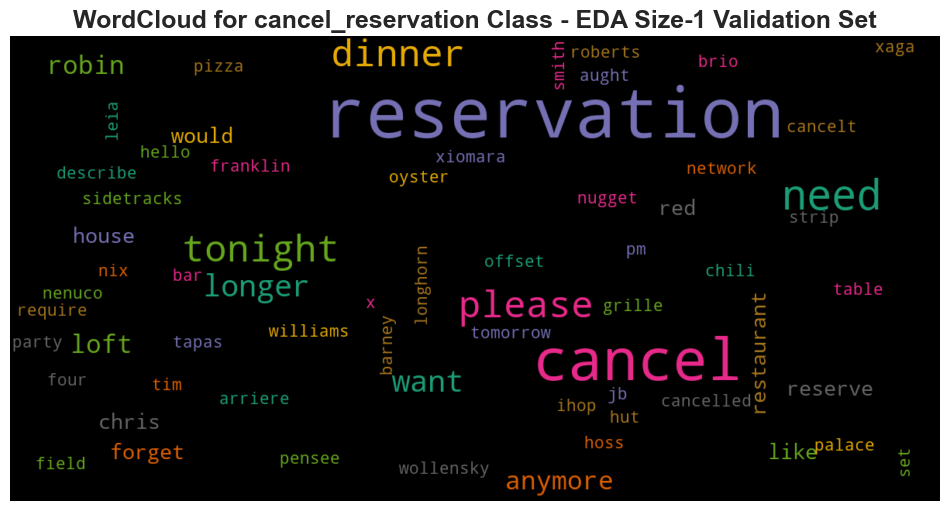 WordCloud for cancel_reservation Class - EDA Size-1 Validation Set
robin
pizza
dinner
smith
roberts
aught
brio
xaga
leia
would
reservation
cancelt
hello
describe
franklin
xiomara
oyster
network
sidetracks
nugget
red
need
strip
house
tonight
pm
nix
bar
longer
longhorn
offset
chili
nenuco
require
x
please
grille
table
party
loft
tapas
williams
barney
tomorrow
restaurant
four
tim
arriere
want
cancel
jb
cancelled
reserve
chris
ihop
hut
forget
hoss
like
palace
field
pensee
wollensky
anymore
set